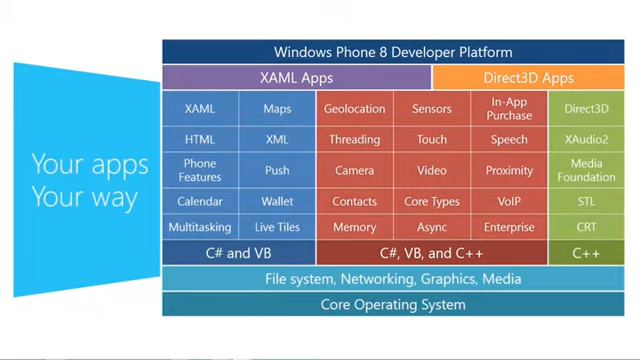 Your apps
Your way
Windows Phone 8 Developer Platform
XAML Apps
Direct3D Apps
XAML
Maps
Geolocation
Sensors
In-App
Purchase
Direct3D
HTML
XML
Threading
Touch
Speech
XAudio2
Phone
Features
Push
Camera
Video
Proximity
Media
Foundation
Calendar
Wallet
Contacts
Core Types
VoIP
STL
Multitasking
Live Tiles
Memory
Async
Enterprise
CRT
C# and VB
C#, VB, and C++
C++
File system, Networking, Graphics, Media
Core Operating System